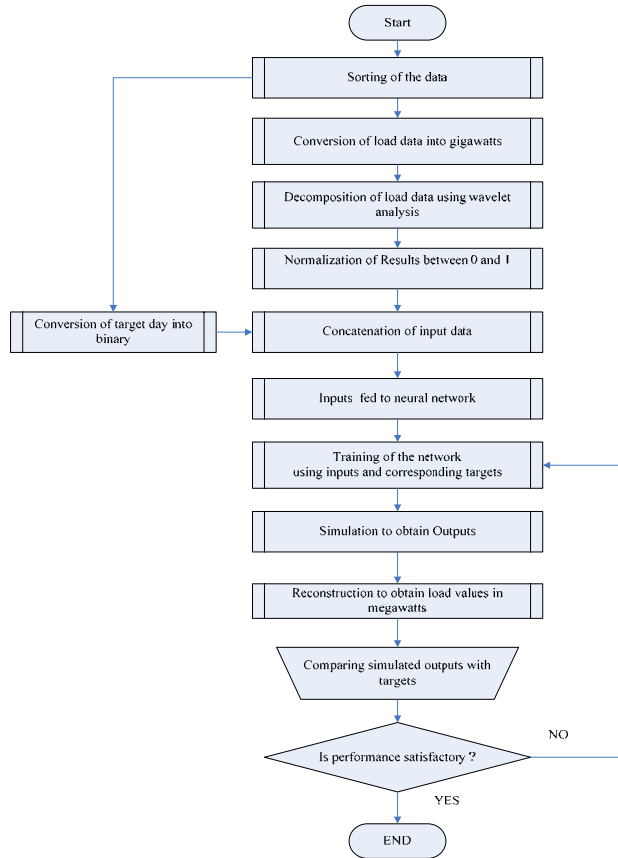 Start
Sorting of the data
Conversion of load data into gigawatts
Decomposition of load data using wavelet
analysis
Normalization of Results between 0 and 1
Conversion of target day into
binary
Concatenation of input data
Inputs fed to neural network
Training of the network
using inputs and corresponding targets
Simulation to obtain Outputs
Reconstruction to obtain load values in
megawatts
Comparing simulated outputs with
targets
Is performance satisfactory ?
NO
YES
END